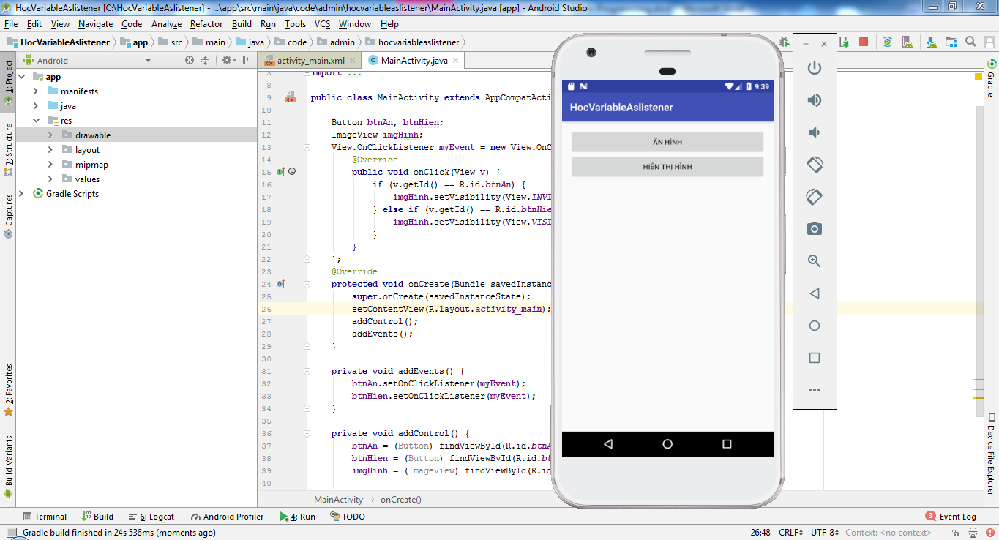 HocVariableAslistener [C:\HocVariableAslistener] - ...\app\src\main\java\code\admin\hocvariableaslistener\MainActivity.java [app] - Android Studio
File Edit View Navigate Code Analyze Refactor Build Run Tools VCS Window Help
HocVariableAslistener app src main java code admin hocvariableaslistener
1: Project
7: Structure
Captures
2: Favorites
Build Variants
Android
app
manifests
java
res
drawable
layout
mipmap
values
Gradle Scripts
activity_main.xml MainActivity.java
3 import ...
8
9 public class MainActivity extends AppCompatActi
10
11 Button btnAn, btnHien;
12 ImageView imgHinh;
13 View.OnClickListener myEvent = new View.OnC
14 @Override
15 @ public void onClick(View v) {
16 if (v.getId() == R.id.btnAn) {
17 imgHinh.setVisibility(View.INVI
18 } else if (v.getId() == R.id.btnHie
19 imgHinh.setVisibility(View.VISI
20 }
21 }
22 };
23 @Override
24 protected void onCreate(Bundle savedInstanc
25 super.onCreate(savedInstanceState);
26 setContentView(R.layout.activity_main);
27 addControl();
28 addEvents();
29 }
30
31 private void addEvents() {
32 btnAn.setOnClickListener(myEvent);
33 btnHien.setOnClickListener(myEvent);
34 }
35
36 private void addControl() {
37 btnAn = (Button) findViewById(R.id.btnA
38 btnHien = (Button) findViewById(R.id.bt
39 imgHinh = (ImageView) findViewById(R.id
40
MainActivity onCreate()
9:39
HocVariableAslistener
ẨN HÌNH
HIỂN THỊ HÌNH
Gradle
Device File Explorer
Terminal Build 6: Logcat Android Profiler 4: Run TODO 3 Event Log
Gradle build finished in 24s 536ms (moments ago) 26:48 CRLF UTF-8 Context: <no context>